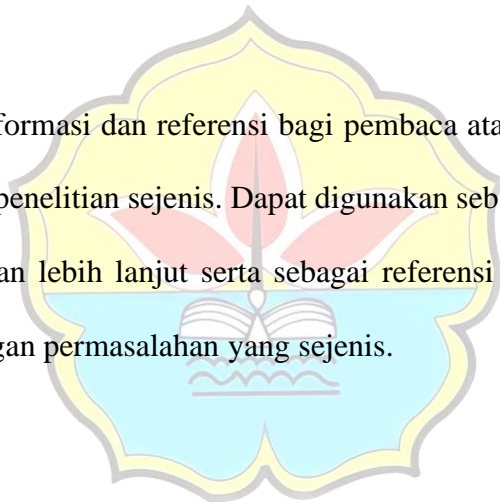 formasi dan referensi bagi pembaca ata
penelitian sejenis. Dapat digunakan seb
an lebih lanjut serta sebagai referensi
gan permasalahan yang sejenis.